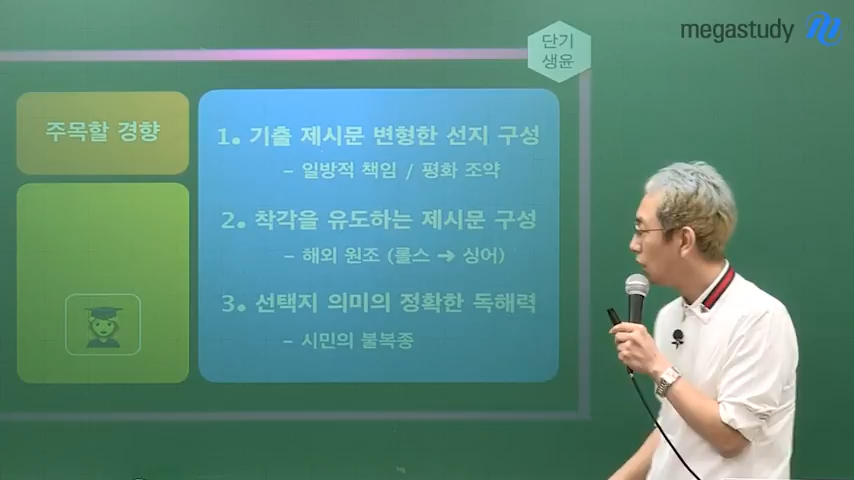 megastudy
단기
생윤
주목할 경향
1. 기출 제시문 변형한 선지 구성
- 일방적 책임 / 평화 조약
2. 착각을 유도하는 제시문 구성
- 해외 원조 (롤스 ➔ 싱어)
3. 선택지 의미의 정확한 독해력
- 시민의 불복종